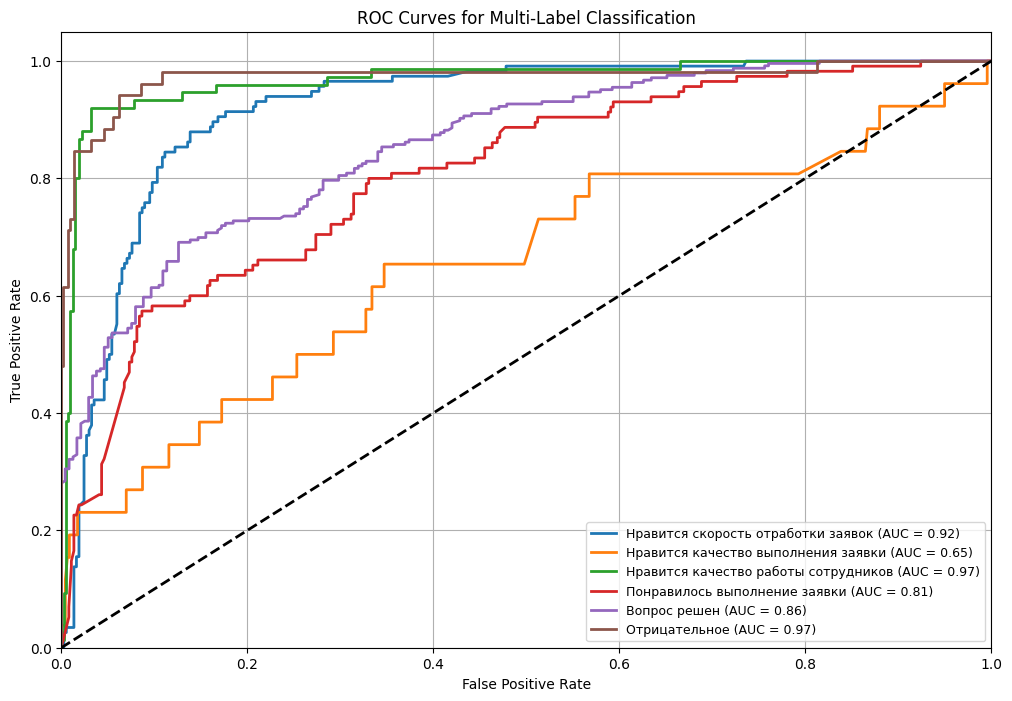 ROC Curves for Multi-Label Classification
True Positive Rate
1.0
0.8
0.6
0.4
0.2
0.0
Нравится скорость отработки заявок (AUC = 0.92)
Нравится качество выполнения заявки (AUC = 0.65)
Нравится качество работы сотрудников (AUC = 0.97)
Понравилось выполнение заявки (AUC = 0.81)
Вопрос решен (AUC = 0.86)
Отрицательное (AUC = 0.97)
0.0 0.2 0.4 0.6 0.8 1.0
False Positive Rate